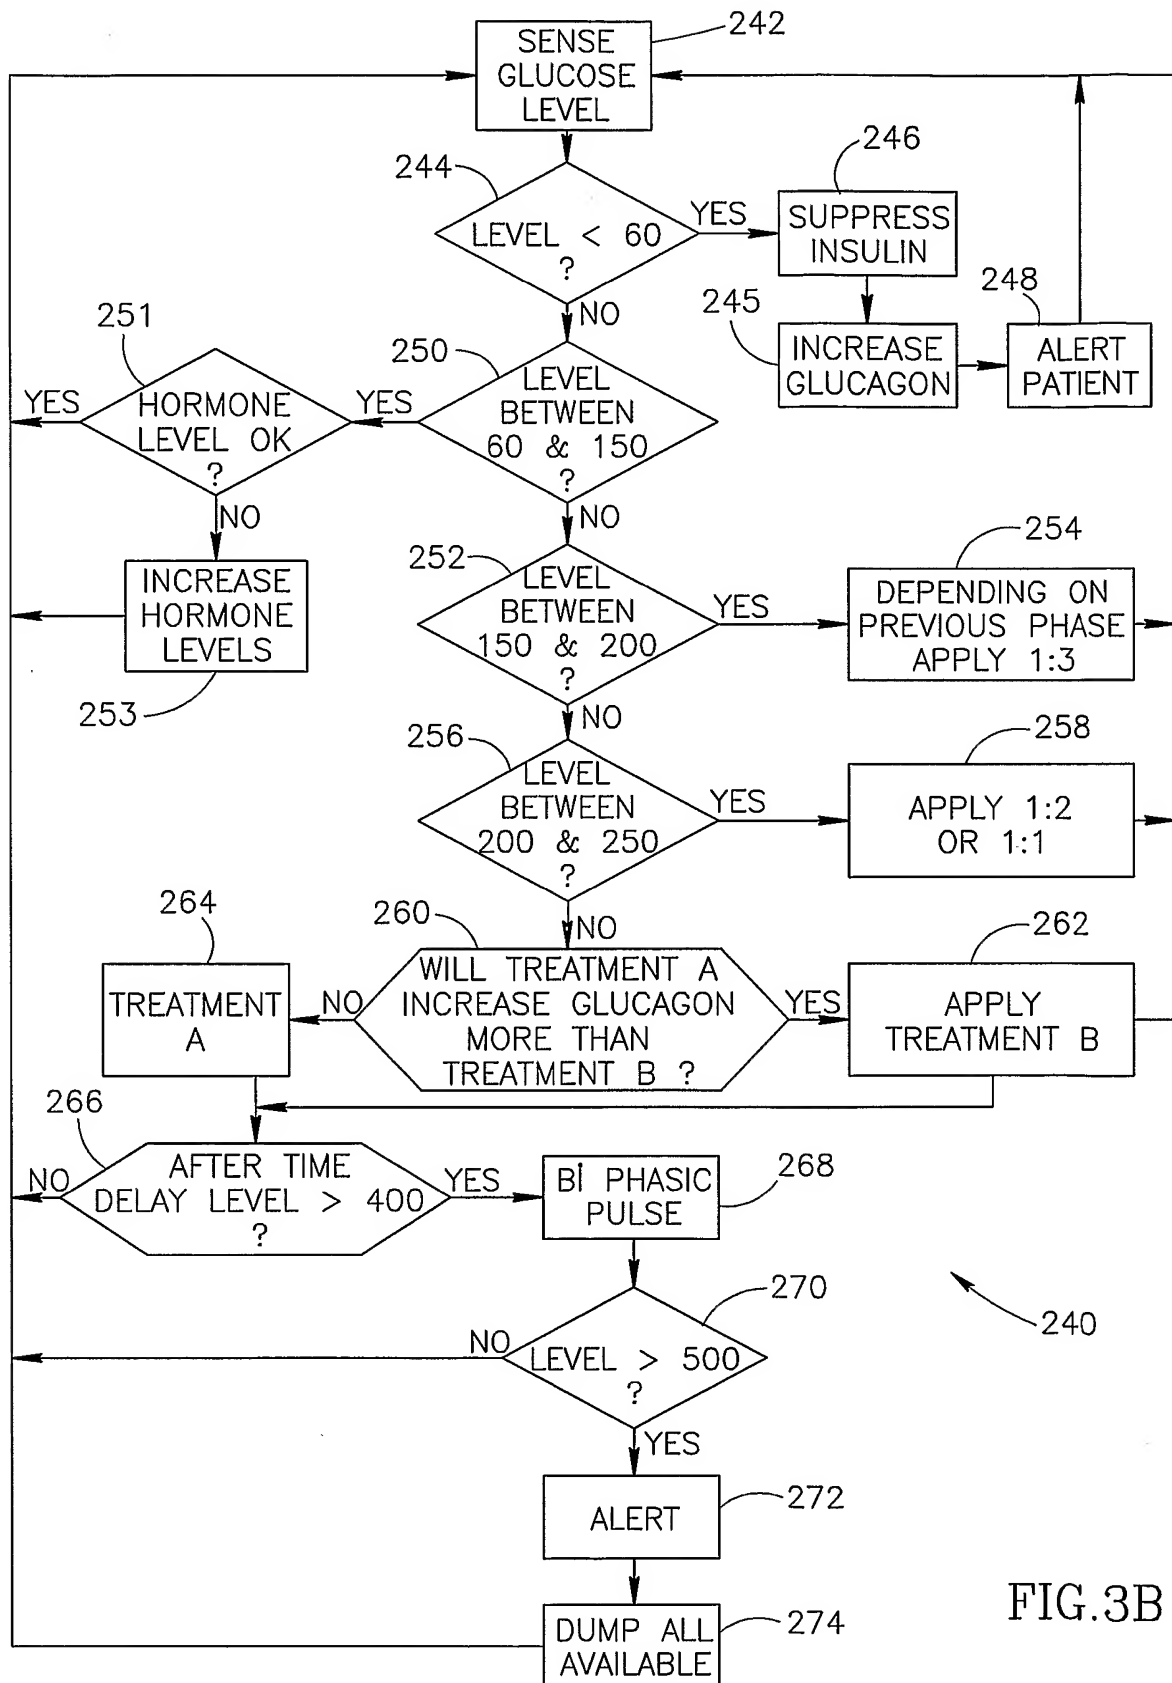 SENSE
GLUCOSE
LEVEL
242
244
LEVEL < 60
?
YES
246
SUPPRESS
INSULIN
NO
245
INCREASE
GLUCAGON
248
ALERT
PATIENT
251
HORMONE
LEVEL OK
?
YES
YES
250
LEVEL
BETWEEN
60 & 150
?
NO
NO
INCREASE
HORMONE
LEVELS
253
252
LEVEL
BETWEEN
150 & 200
?
YES
254
DEPENDING ON
PREVIOUS PHASE
APPLY 1:3
NO
256
LEVEL
BETWEEN
200 & 250
?
YES
258
APPLY 1:2
OR 1:1
NO
264
TREATMENT
A
NO
260
WILL TREATMENT A
INCREASE GLUCAGON
MORE THAN
TREATMENT B ?
YES
262
APPLY
TREATMENT B
266
NO
AFTER TIME
DELAY LEVEL > 400
?
YES
BI PHASIC
PULSE
268
270
NO
LEVEL > 500
?
240
YES
ALERT
272
DUMP ALL
AVAILABLE
274
FIG.3B